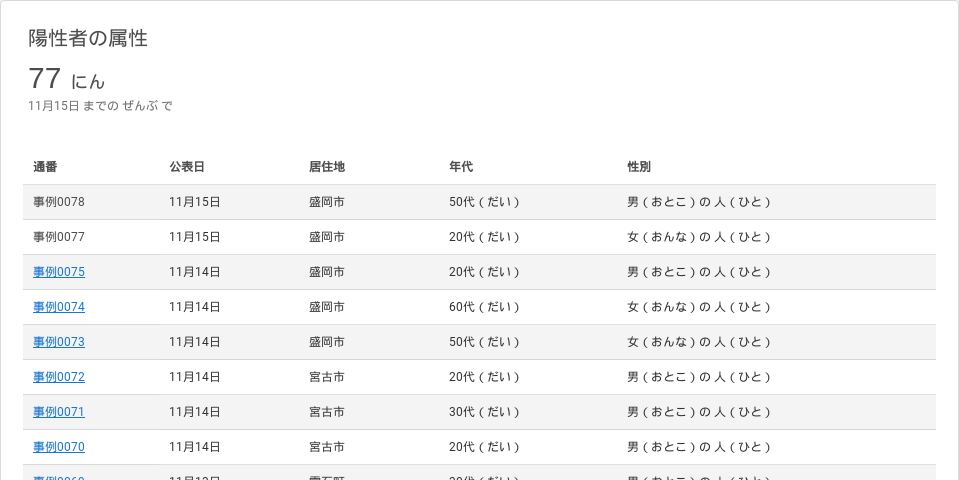 陽性者の属性
77 にん
11月15日 までの ぜんぶ で
通番 公表日 居住地 年代 性別
事例0078 11月15日 盛岡市 50代 ( だい ) 男 ( おとこ ) の 人 ( ひと )
事例0077 11月15日 盛岡市 20代 ( だい ) 女 ( おんな ) の 人 ( ひと )
事例0075 11月14日 盛岡市 20代 ( だい ) 男 ( おとこ ) の 人 ( ひと )
事例0074 11月14日 盛岡市 60代 ( だい ) 女 ( おんな ) の 人 ( ひと )
事例0073 11月14日 盛岡市 50代 ( だい ) 女 ( おんな ) の 人 ( ひと )
事例0072 11月14日 宮古市 20代 ( だい ) 男 ( おとこ ) の 人 ( ひと )
事例0071 11月14日 宮古市 30代 ( だい ) 男 ( おとこ ) の 人 ( ひと )
事例0070 11月14日 宮古市 20代 ( だい ) 男 ( おとこ ) の 人 ( ひと )